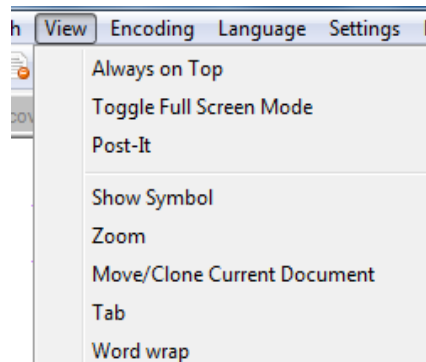 View Encoding Language Settings
Always on Top
Toggle Full Screen Mode
Post-It
Show Symbol
Zoom
Move/Clone Current Document
Tab
Word wrap